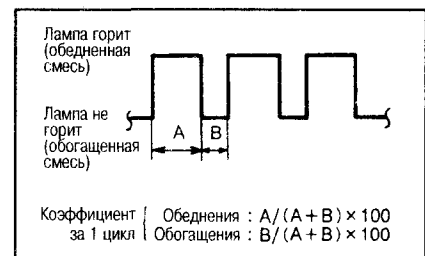 Лампа горит
(обедненная
смесь)
Лампа не
горит
(обогащенная
смесь)
А
В
Коэффициент
за 1 цикл
Обеднения : А/(А+В)×100
Обогащения : В/(А+В)×100